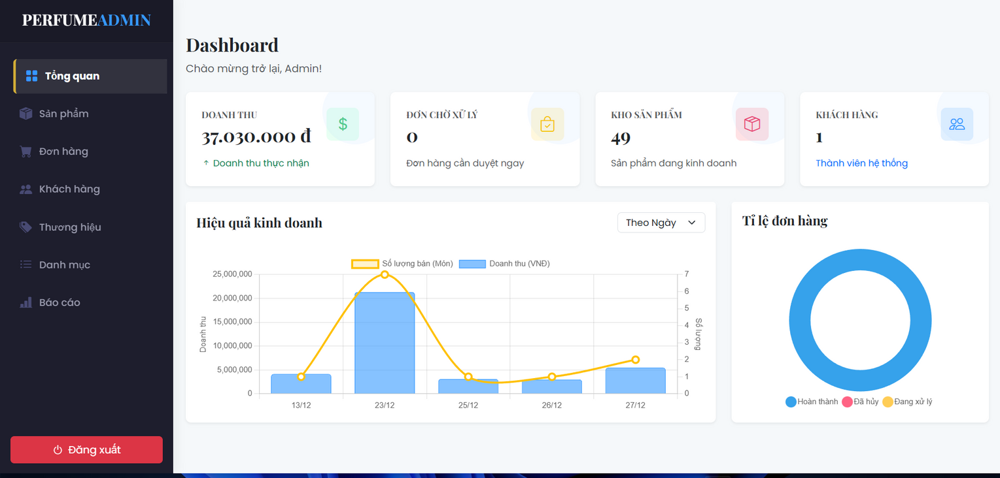 PERFUMEADMIN
Tổng quan
Sản phẩm
Đơn hàng
Khách hàng
Thương hiệu
Danh mục
Báo cáo
Đăng xuất
Dashboard
Chào mừng trở lại, Admin!
DOANH THU
37.030.000 đ
↑ Doanh thu thực nhận
ĐƠN CHỜ XỬ LÝ
0
Đơn hàng cần duyệt ngay
KHO SẢN PHẨM
49
Sản phẩm đang kinh doanh
KHÁCH HÀNG
1
Thành viên hệ thống
Hiệu quả kinh doanh
Theo Ngày
Số lượng bán (Món) Doanh thu (VNĐ)
Doanh thu
25,000,000
20,000,000
15,000,000
10,000,000
5,000,000
0
7
6
5
4
3
2
1
0
Số lượng
13/12 23/12 25/12 26/12 27/12
Tỉ lệ đơn hàng
Hoàn thành Đã hủy Đang xử lý